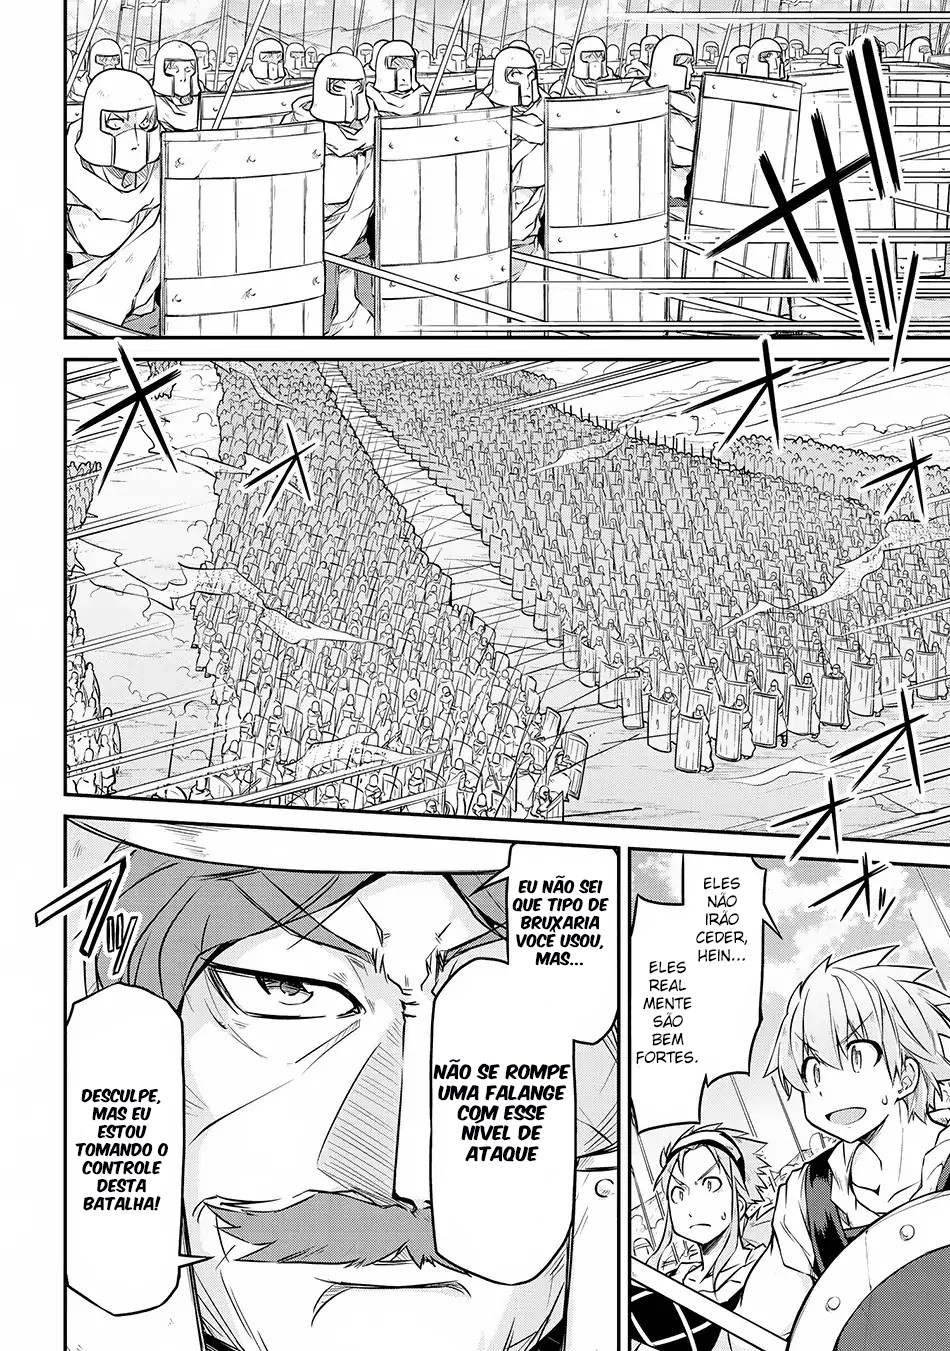 ELES
NÃO
IRÃO
CEDER,
HEIN...
ELES
REAL
MENTE
SÃO
BEM
FORTES.
EU NÃO SEI
QUE TIPO DE
BRUXARIA
VOCÊ USOU,
MAS...
NÃO SE ROMPE
UMA FALANGE
COM ESSE
NIVEL DE
ATAQUE
DESCULPE,
MAS EU
ESTOU
TOMANDO O
CONTROLE
DESTA
BATALHA!